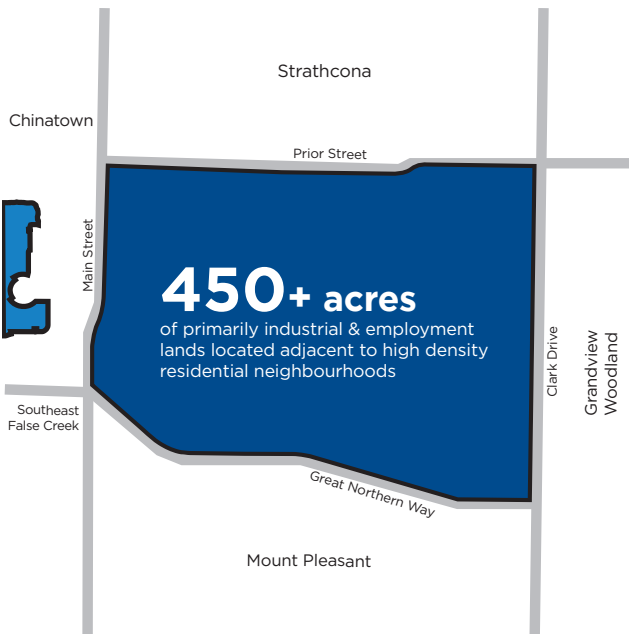 Strathcona
Chinatown
Prior Street
Main Street
450+ acres
of primarily industrial & employment
lands located adjacent to high density
residential neighbourhoods
Clark Drive
Grandview
Woodland
Southeast
False Creek
Great Northern Way
Mount Pleasant